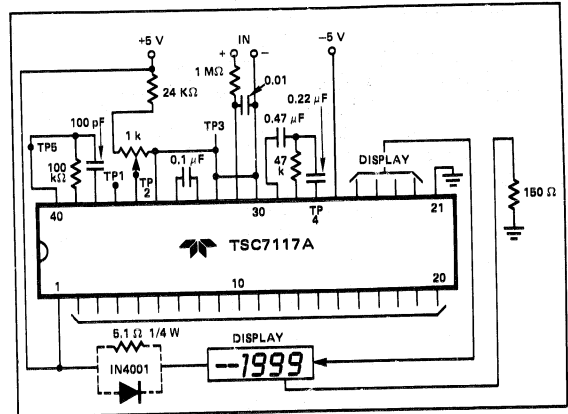 +5 V
IN
−5 V
+
−
1 MΩ
0.01
24 KΩ
0.22 µF
100 pF
0.47 µF
TP5
1 k
TP3
0.1 µF
47
k
DISPLAY
100
kΩ
TP1
TP
2
150 Ω
40
30
TP
4
21
TSC7117A
1
10
20
5.1 Ω 1/4 W
DISPLAY
IN4001
--1999